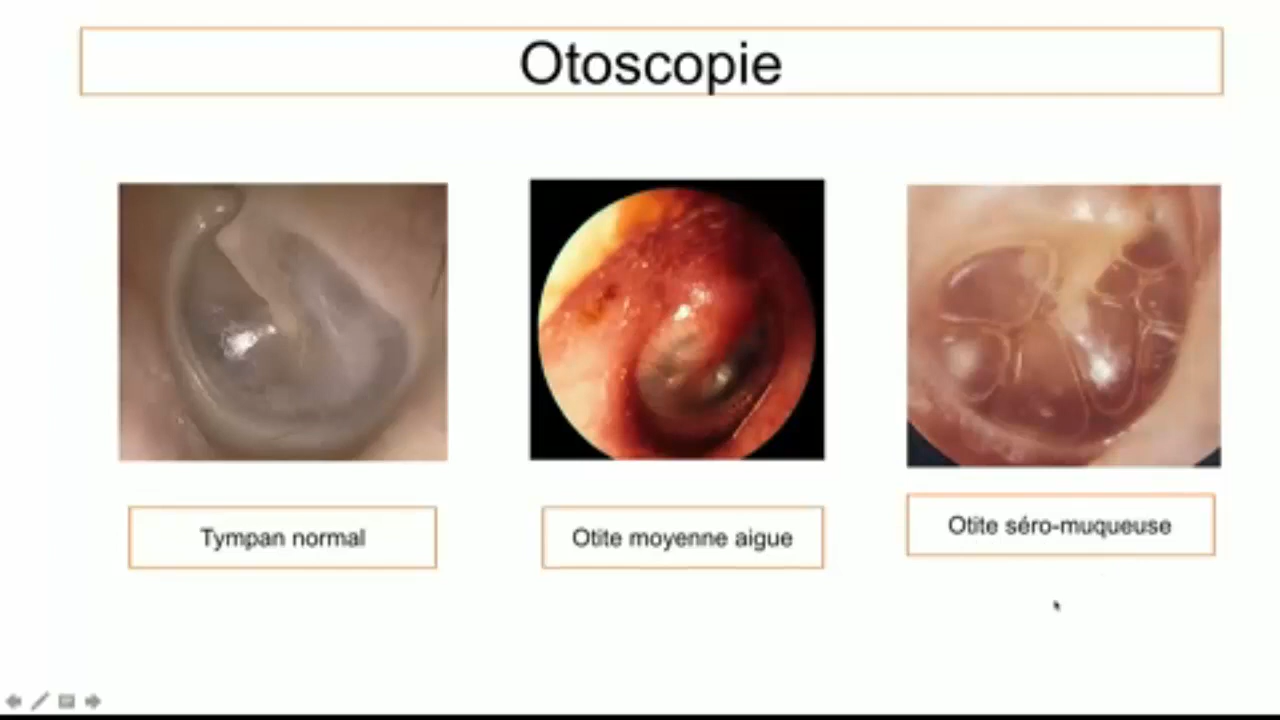 Otoscopie
Tympan normal
Otite moyenne aigue
Otite séro-muqueuse